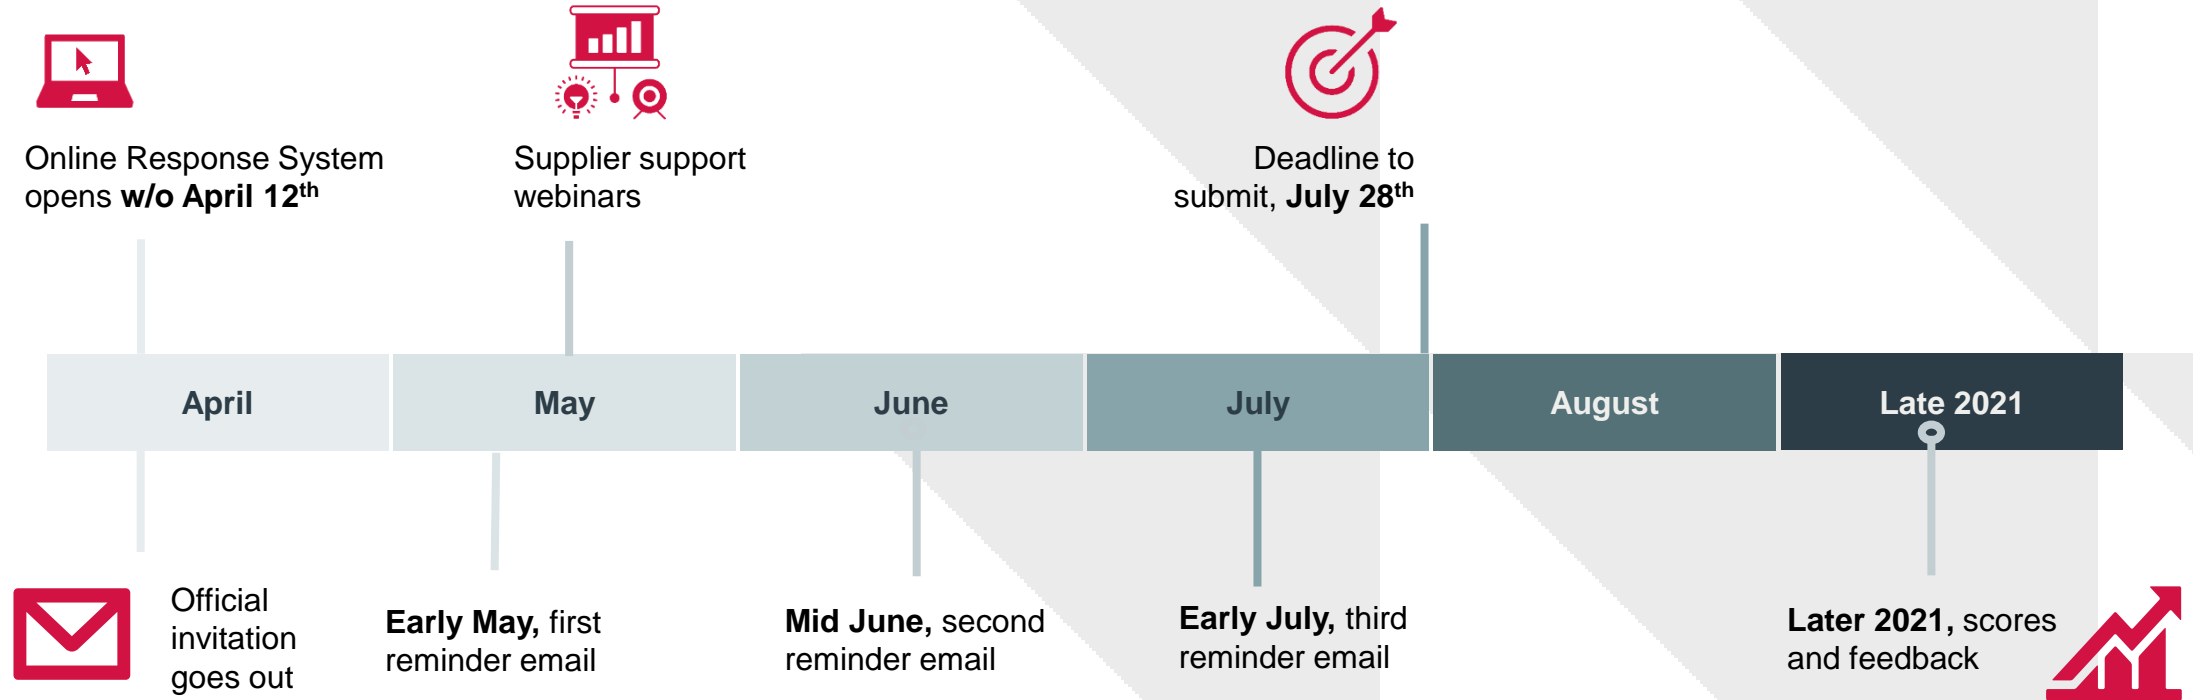 Online Response System
opens w/o April 12th
Supplier support
webinars
Deadline to
submit, July 28th
April
May
June
July
August
Late 2021
Official
invitation
goes out
Early May, first
reminder email
Mid June, second
reminder email
Early July, third
reminder email
Later 2021, scores
and feedback